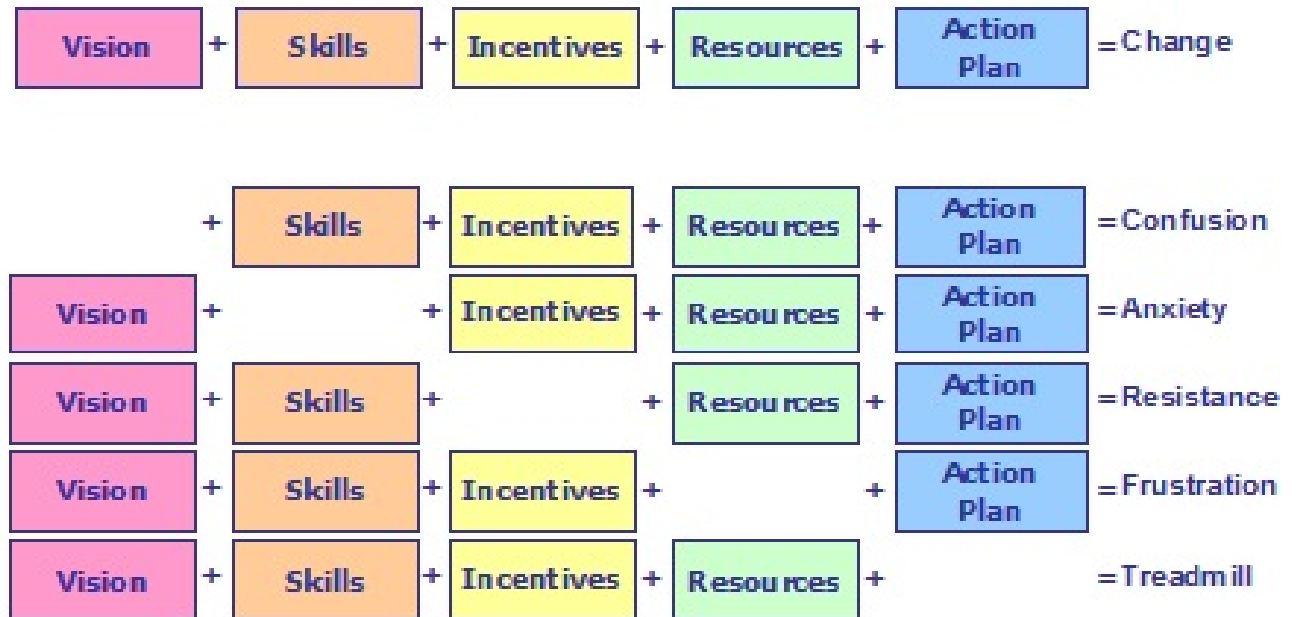 Vision + Skills + Incentives + Resources + Action Plan =Change
+ Skills + Incentives + Resources + Action Plan =Confusion
Vision + + Incentives + Resources + Action Plan =Anxiety
Vision + Skills + + Resources + Action Plan =Resistance
Vision + Skills + Incentives + + Action Plan =Frustration
Vision + Skills + Incentives + Resources + =Treadmill